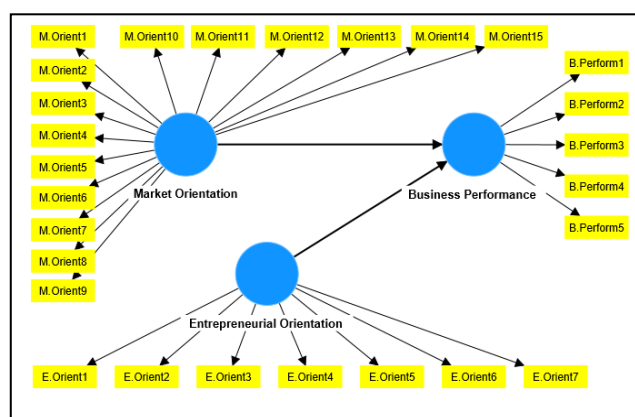 M.Orient1
M.Orient10
M.Orient11
M.Orient12
M.Orient13
M.Orient14
M.Orient15
M.Orient2
M.Orient3
M.Orient4
M.Orient5
M.Orient6
M.Orient7
M.Orient8
M.Orient9
Market Orientation
B.Perform1
B.Perform2
B.Perform3
B.Perform4
B.Perform5
Business Performance
Entrepreneurial Orientation
E.Orient1
E.Orient2
E.Orient3
E.Orient4
E.Orient5
E.Orient6
E.Orient7